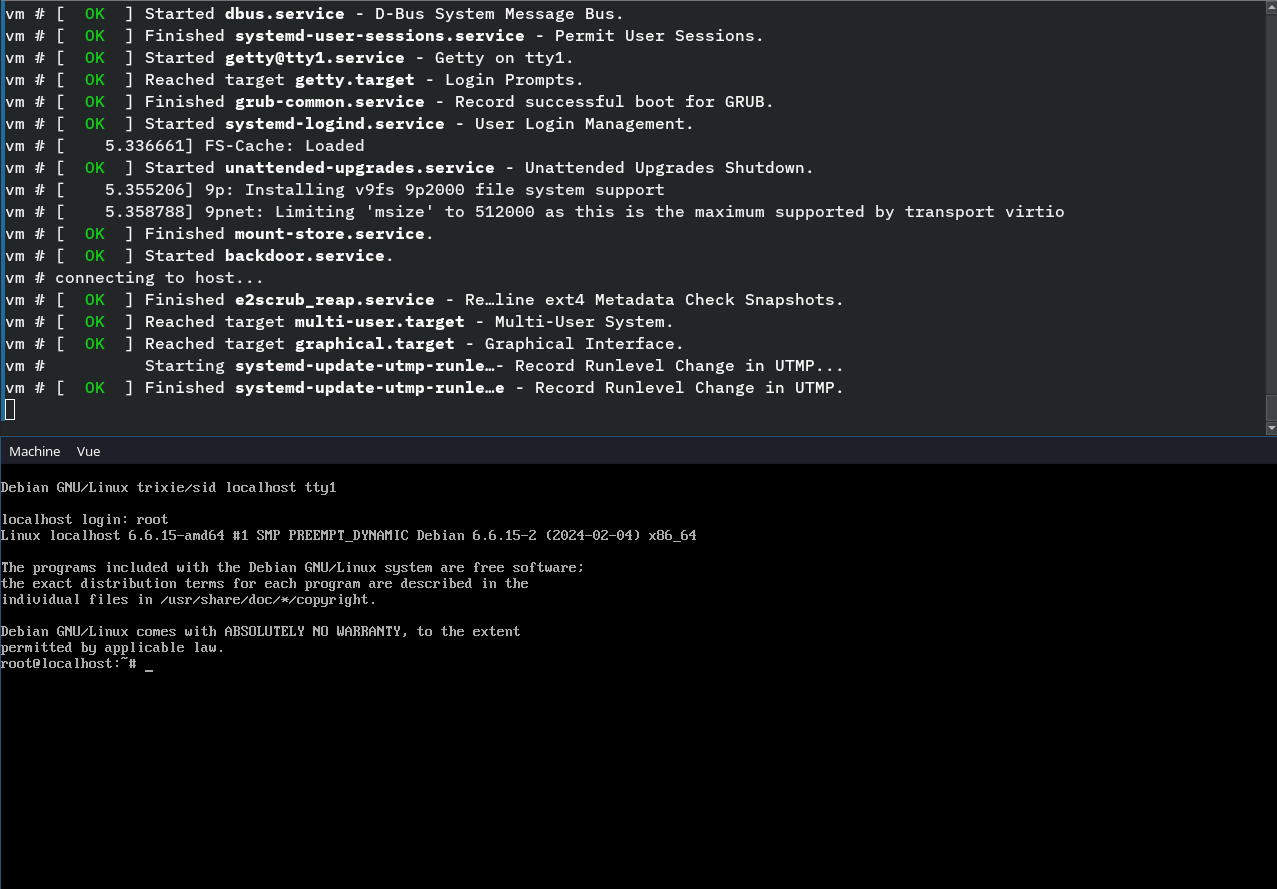 vm # [  OK  ] Started dbus.service - D-Bus System Message Bus.
vm # [  OK  ] Finished systemd-user-sessions.service - Permit User Sessions.
vm # [  OK  ] Started getty@tty1.service - Getty on tty1.
vm # [  OK  ] Reached target getty.target - Login Prompts.
vm # [  OK  ] Finished grub-common.service - Record successful boot for GRUB.
vm # [  OK  ] Started systemd-logind.service - User Login Management.
vm # [    5.336661] FS-Cache: Loaded
vm # [  OK  ] Started unattended-upgrades.service - Unattended Upgrades Shutdown.
vm # [    5.355206] 9p: Installing v9fs 9p2000 file system support
vm # [    5.358788] 9pnet: Limiting 'msize' to 512000 as this is the maximum supported by transport virtio
vm # [  OK  ] Finished mount-store.service.
vm # [  OK  ] Started backdoor.service.
vm # connecting to host...
vm # [  OK  ] Finished e2scrub_reap.service - Re…line ext4 Metadata Check Snapshots.
vm # [  OK  ] Reached target multi-user.target - Multi-User System.
vm # [  OK  ] Reached target graphical.target - Graphical Interface.
vm #          Starting systemd-update-utmp-runle…- Record Runlevel Change in UTMP...
vm # [  OK  ] Finished systemd-update-utmp-runle…e - Record Runlevel Change in UTMP.
Machine Vue
Debian GNU/Linux trixie/sid localhost tty1
localhost login: root
Linux localhost 6.6.15-amd64 #1 SMP PREEMPT_DYNAMIC Debian 6.6.15-2 (2024-02-04) x86_64
The programs included with the Debian GNU/Linux system are free software;
the exact distribution terms for each program are described in the
individual files in /usr/share/doc/*/copyright.
Debian GNU/Linux comes with ABSOLUTELY NO WARRANTY, to the extent
permitted by applicable law.
root@localhost:~# _